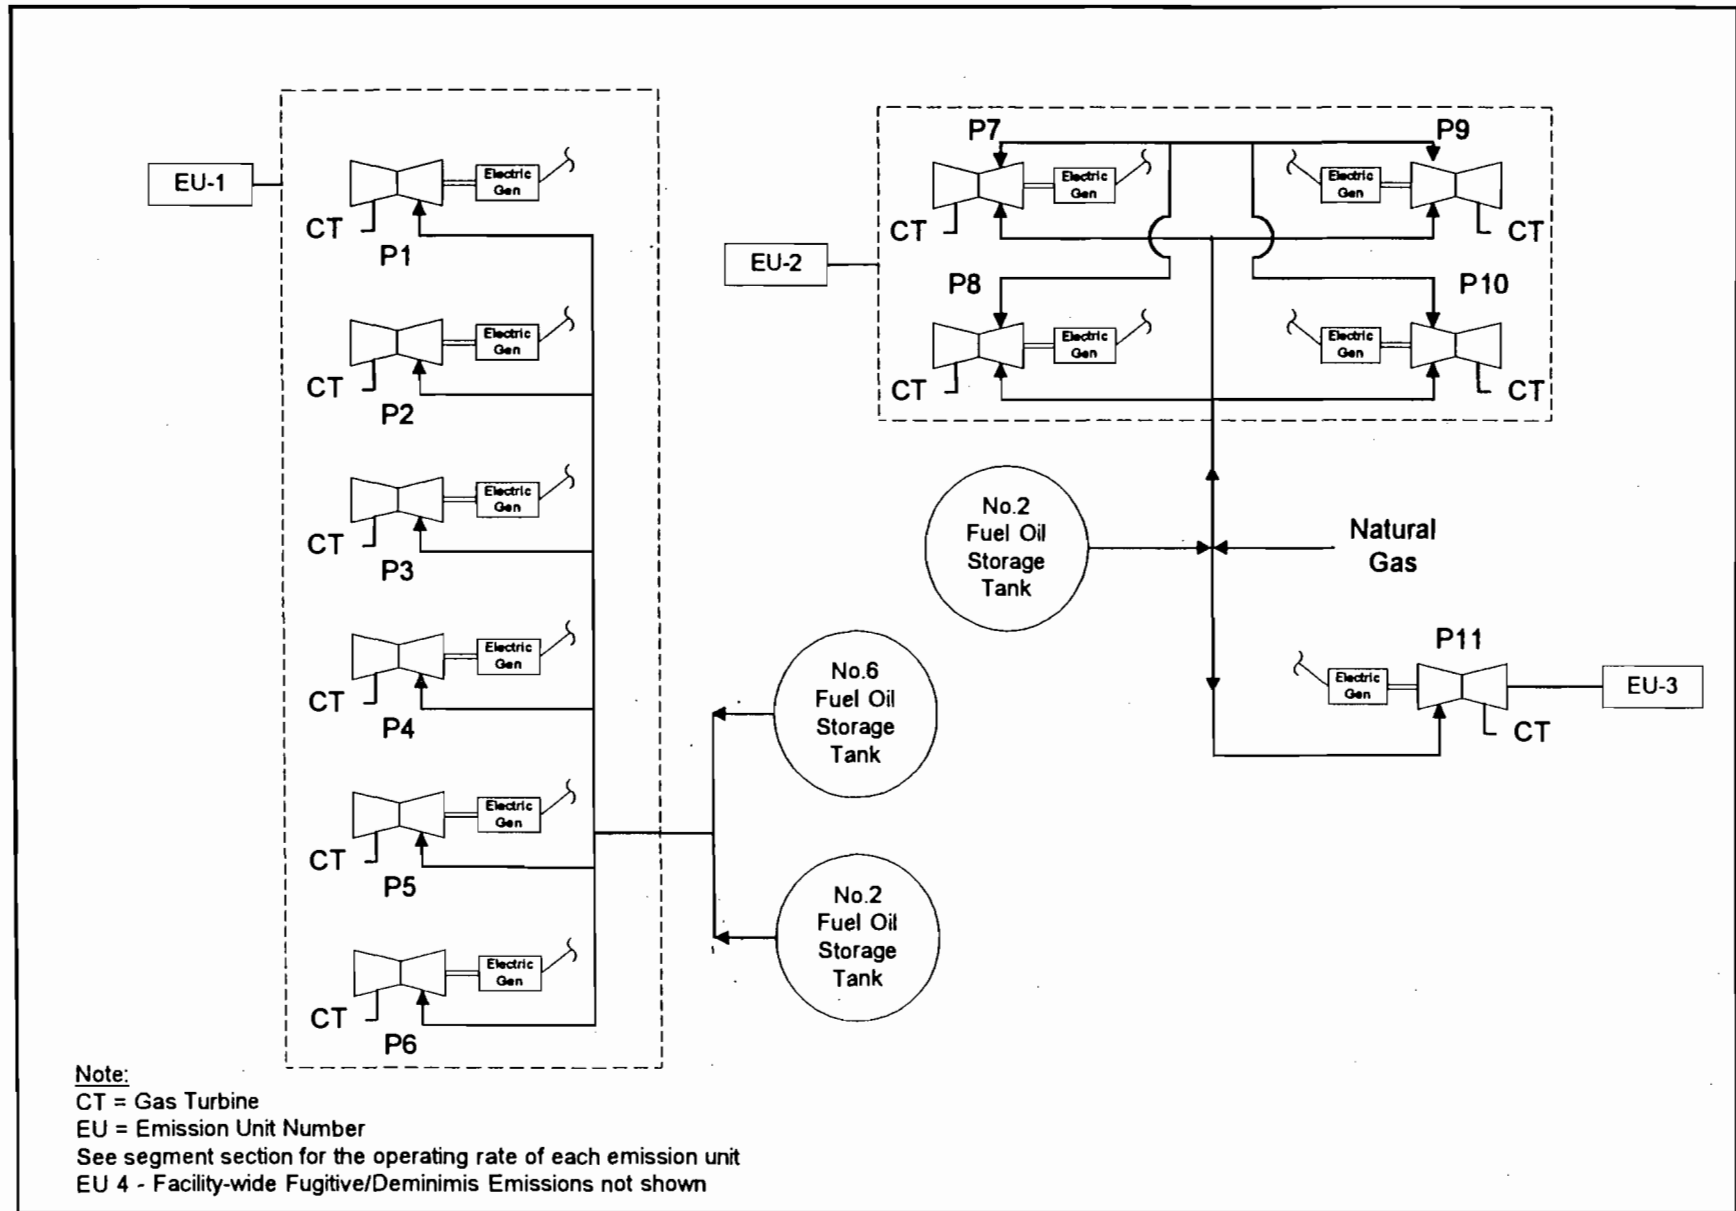 EU-1
Electric
Gen
CT
P1
Electric
Gen
CT
P2
Electric
Gen
CT
P3
Electric
Gen
CT
P4
Electric
Gen
CT
P5
Electric
Gen
CT
P6
No.6
Fuel Oil
Storage
Tank
No.2
Fuel Oil
Storage
Tank
EU-2
P7
Electric
Gen
CT
P9
Electric
Gen
CT
P8
Electric
Gen
CT
P10
Electric
Gen
CT
No.2
Fuel Oil
Storage
Tank
Natural
Gas
P11
Electric
Gen
CT
EU-3
Note:
CT = Gas Turbine
EU = Emission Unit Number
See segment section for the operating rate of each emission unit
EU 4 - Facility-wide Fugitive/Deminimis Emissions not shown